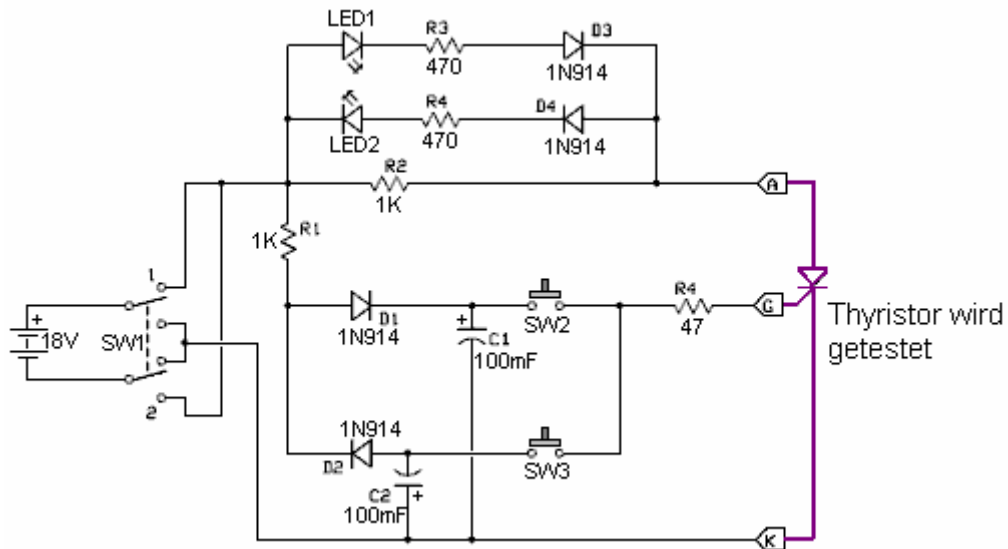 LED1
R3
470
D3
1N914
LED2
R4
470
D4
1N914
R2
1K
A
R1
1K
1
+
18V
SW1
2
1N914
D1
+
C1
100mF
SW2
R4
47
G
Thyristor wird
getestet
1N914
D2
C2
+
100mF
SW3
K